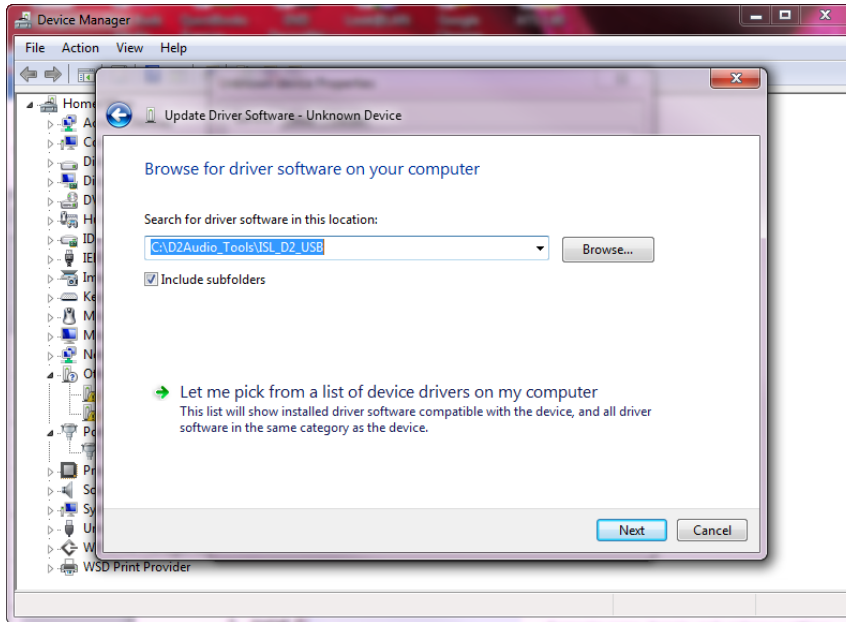 Device Manager
File Action View Help
Home
Update Driver Software - Unknown Device
Browse for driver software on your computer
Search for driver software in this location:
C:\D2Audio_Tools\ISL_D2_USB
Browse...
Include subfolders
Let me pick from a list of device drivers on my computer
This list will show installed driver software compatible with the device, and all driver
software in the same category as the device.
Next Cancel
WSD Print Provider